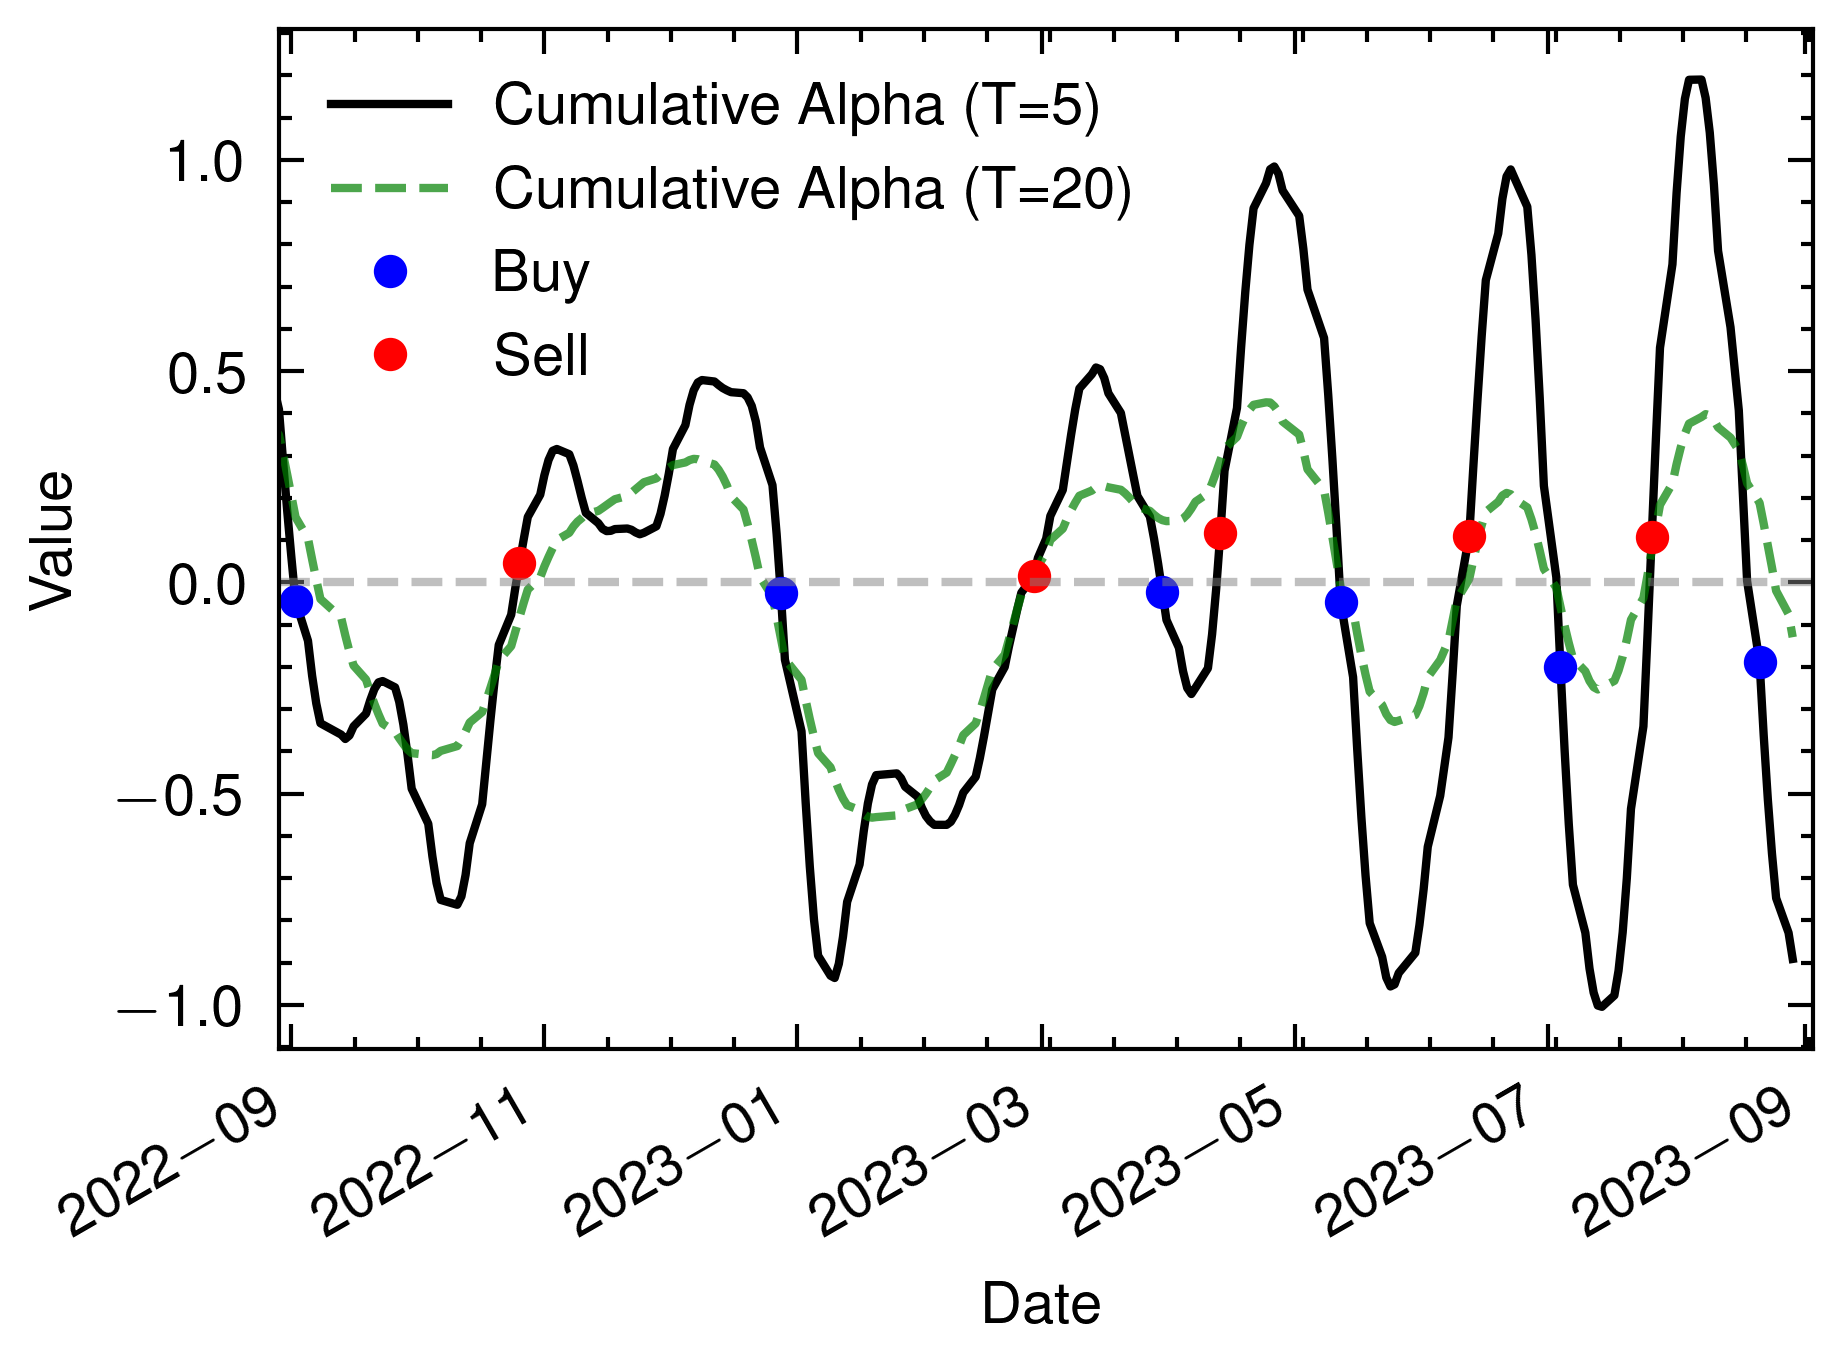 Cumulative Alpha (T=5)
Cumulative Alpha (T=20)
Buy
Sell
Value
1.0
0.5
0.0
−0.5
−1.0
2022−09
2022−11
2023−01
2023−03
2023−05
2023−07
2023−09
Date